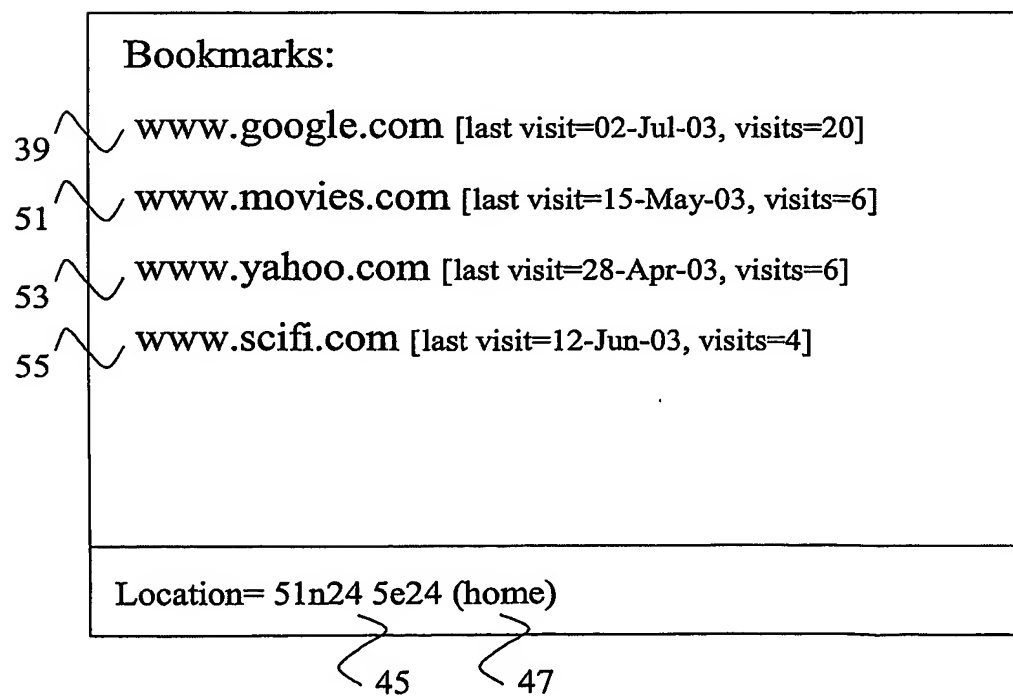 Bookmarks:
39 www.google.com [last visit=02-Jul-03, visits=20]
51 www.movies.com [last visit=15-May-03, visits=6]
53 www.yahoo.com [last visit=28-Apr-03, visits=6]
55 www.scifi.com [last visit=12-Jun-03, visits=4]
Location= 51n24 5e24 (home)
45 47